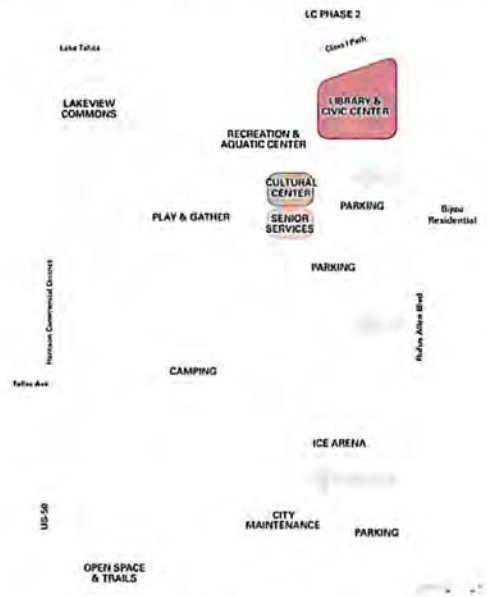 LC PHASE 2
Class I Path
Lake Tahoe
LAKEVIEW
COMMONS
LIBRARY &
CIVIC CENTER
RECREATION &
AQUATIC CENTER
CULTURAL
CENTER
PARKING
PLAY & GATHER
SENIOR
SERVICES
Bijou
Residential
PARKING
Harrison Commercial District
Rufus Allen Blvd
CAMPING
Tallac Ave
ICE ARENA
US-50
CITY
MAINTENANCE
PARKING
OPEN SPACE
& TRAILS